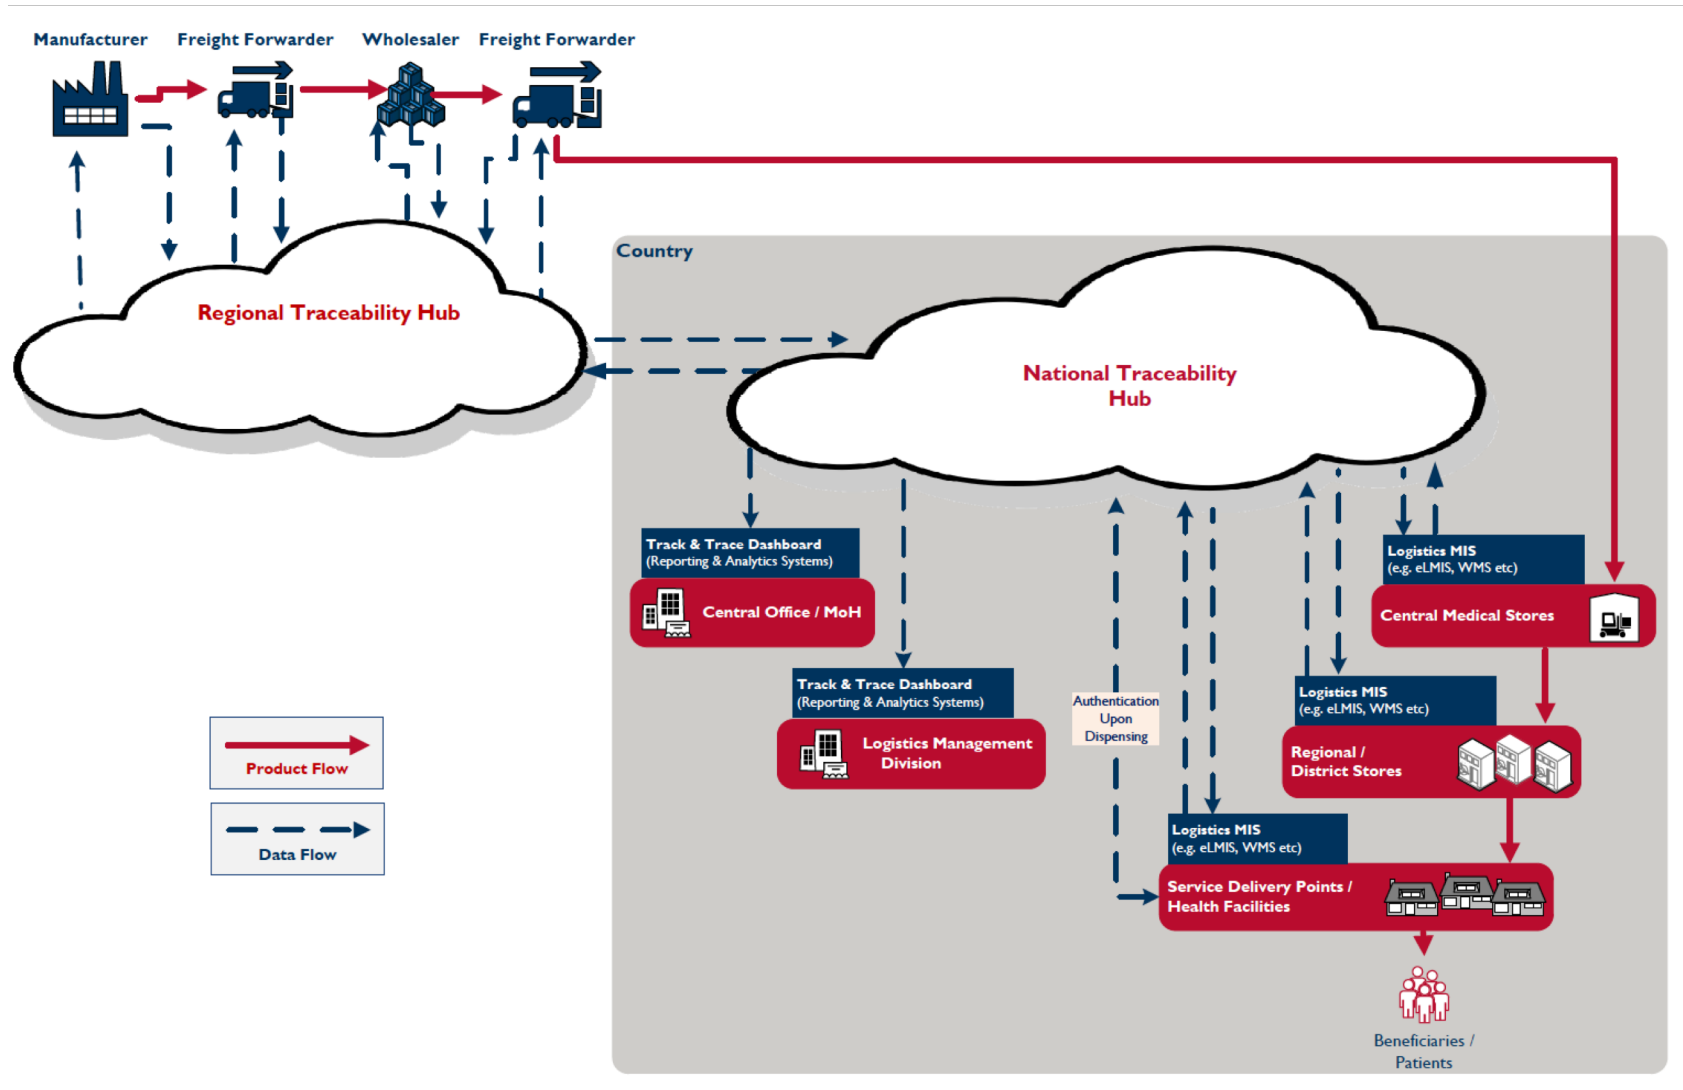 Manufacturer
Freight Forwarder
Wholesaler
Freight Forwarder
Country
Regional Traceability Hub
National Traceability
Hub
Track & Trace Dashboard
(Reporting & Analytics Systems)
Central Office / MoH
Logistics MIS
(e.g. eLMIS, WMS etc)
Central Medical Stores
Track & Trace Dashboard
(Reporting & Analytics Systems)
Logistics Management
Division
Authentication
Upon
Dispensing
Logistics MIS
(e.g. eLMIS, WMS etc)
Regional /
District Stores
Product Flow
Data Flow
Logistics MIS
(e.g. eLMIS, WMS etc)
Service Delivery Points /
Health Facilities
Beneficiaries /
Patients